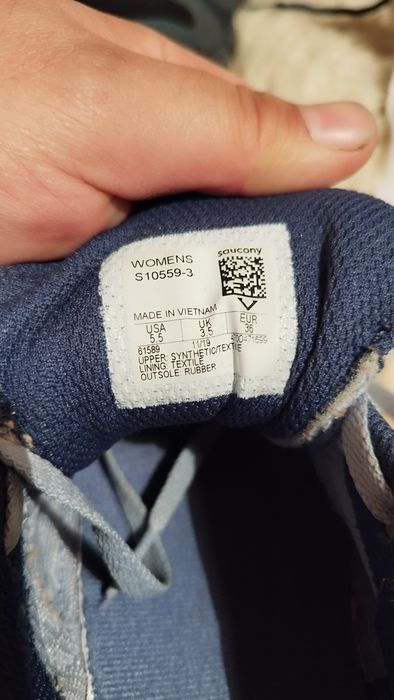 saucony
WOMENS
S10559-3
MADE IN VIETNAM
USA UK EUR
5.5 3.5 36
61589 11/19
UPPER SYNTHETIC/TEXTILE
LINING TEXTILE
OUTSOLE RUBBER